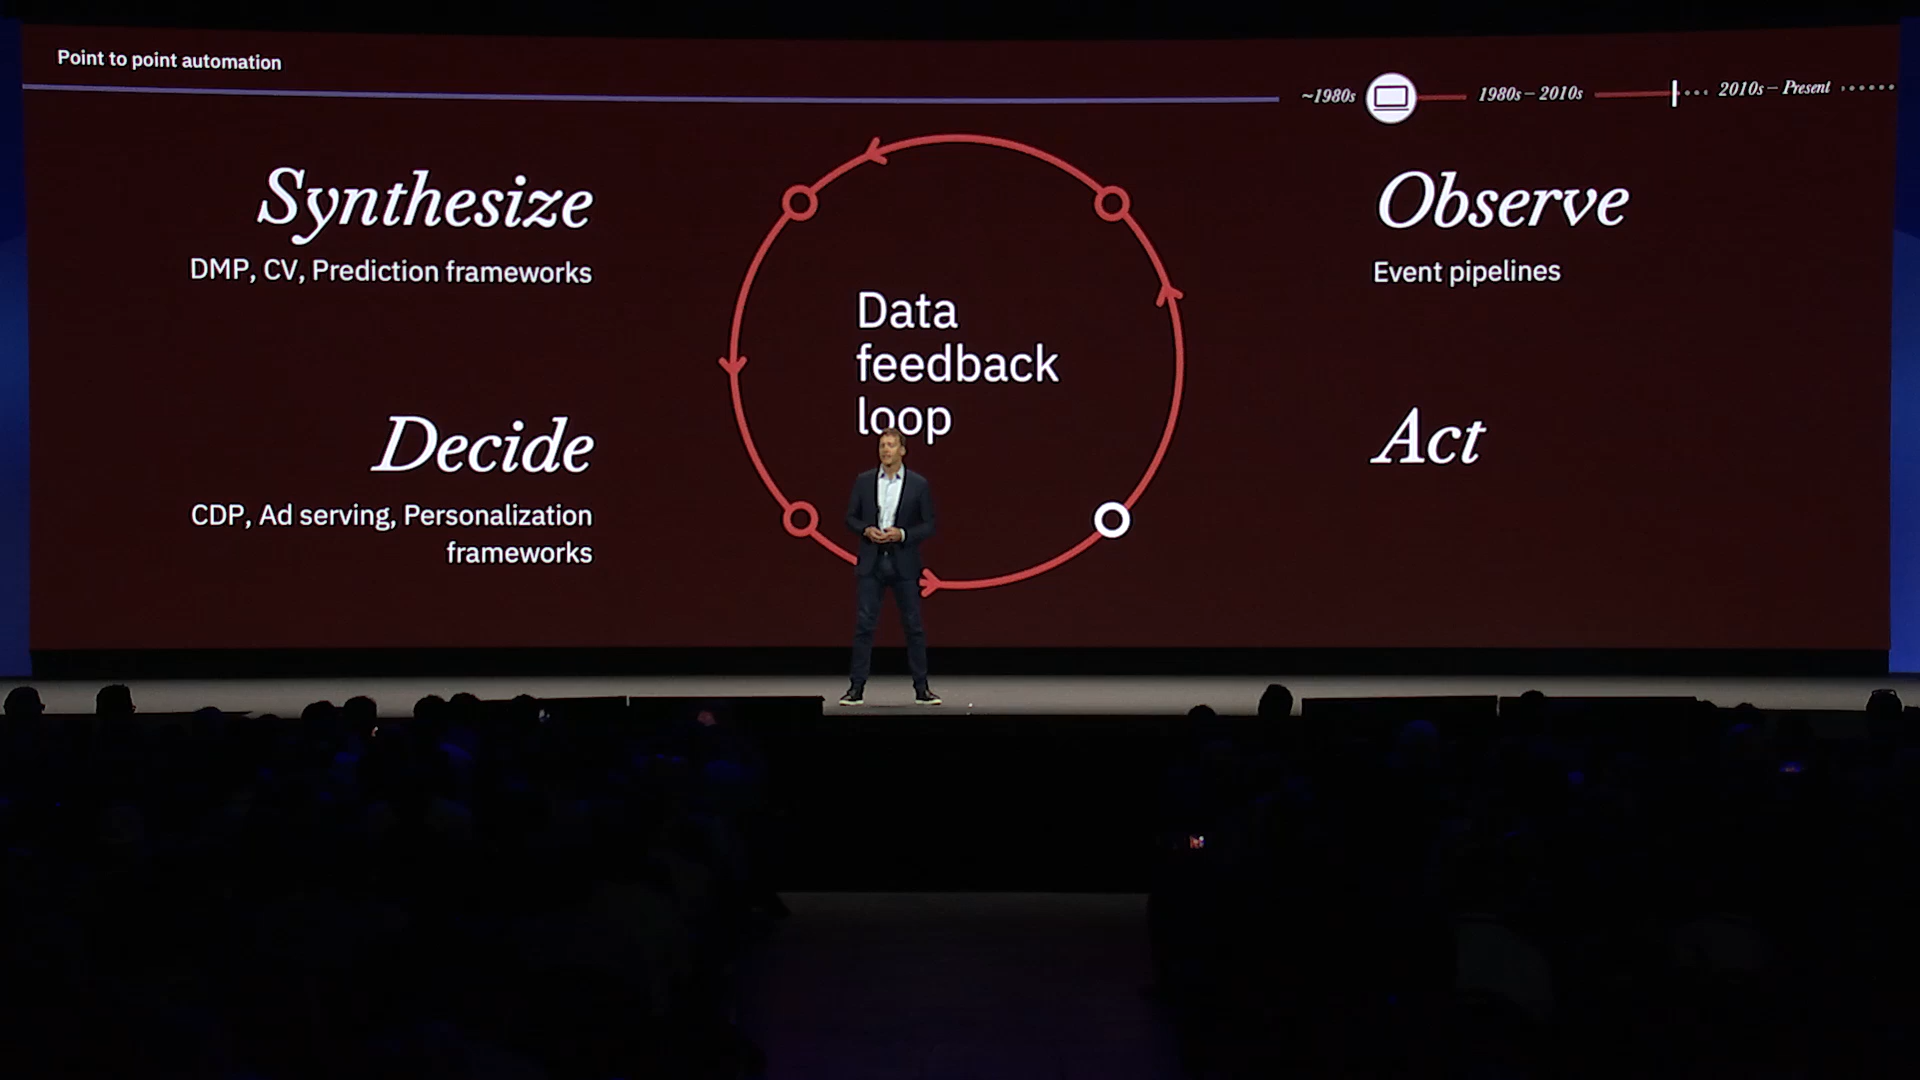 Point to point automation
~1980s
1980s – 2010s
2010s – Present
Synthesize
DMP, CV, Prediction frameworks
Observe
Event pipelines
Data
feedback
loop
Decide
CDP, Ad serving, Personalization
frameworks
Act